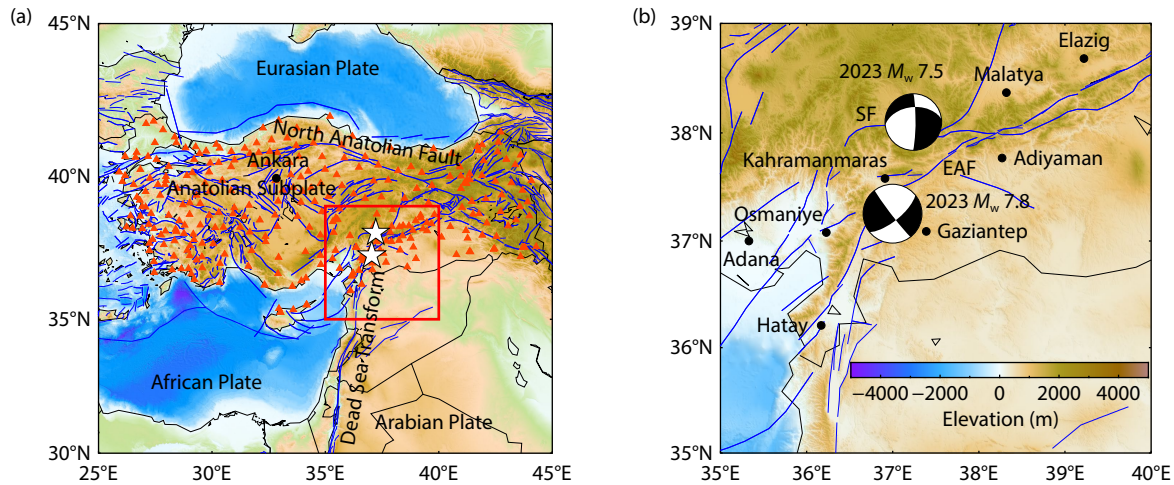 (a)
45°N
40°N
35°N
30°N
25°E
30°E
35°E
40°E
45°E
Eurasian Plate
North Anatolian Fault
Ankara
Anatolian Subplate
African Plate
Dead Sea Transform
Arabian Plate
(b)
39°N
38°N
37°N
36°N
35°N
35°E
36°E
37°E
38°E
39°E
40°E
Elazig
2023 Mw 7.5
Malatya
SF
Kahramanmaras
EAF
Adiyaman
2023 Mw 7.8
Osmaniye
Gaziantep
Adana
Hatay
−4000 −2000 0 2000 4000
Elevation (m)